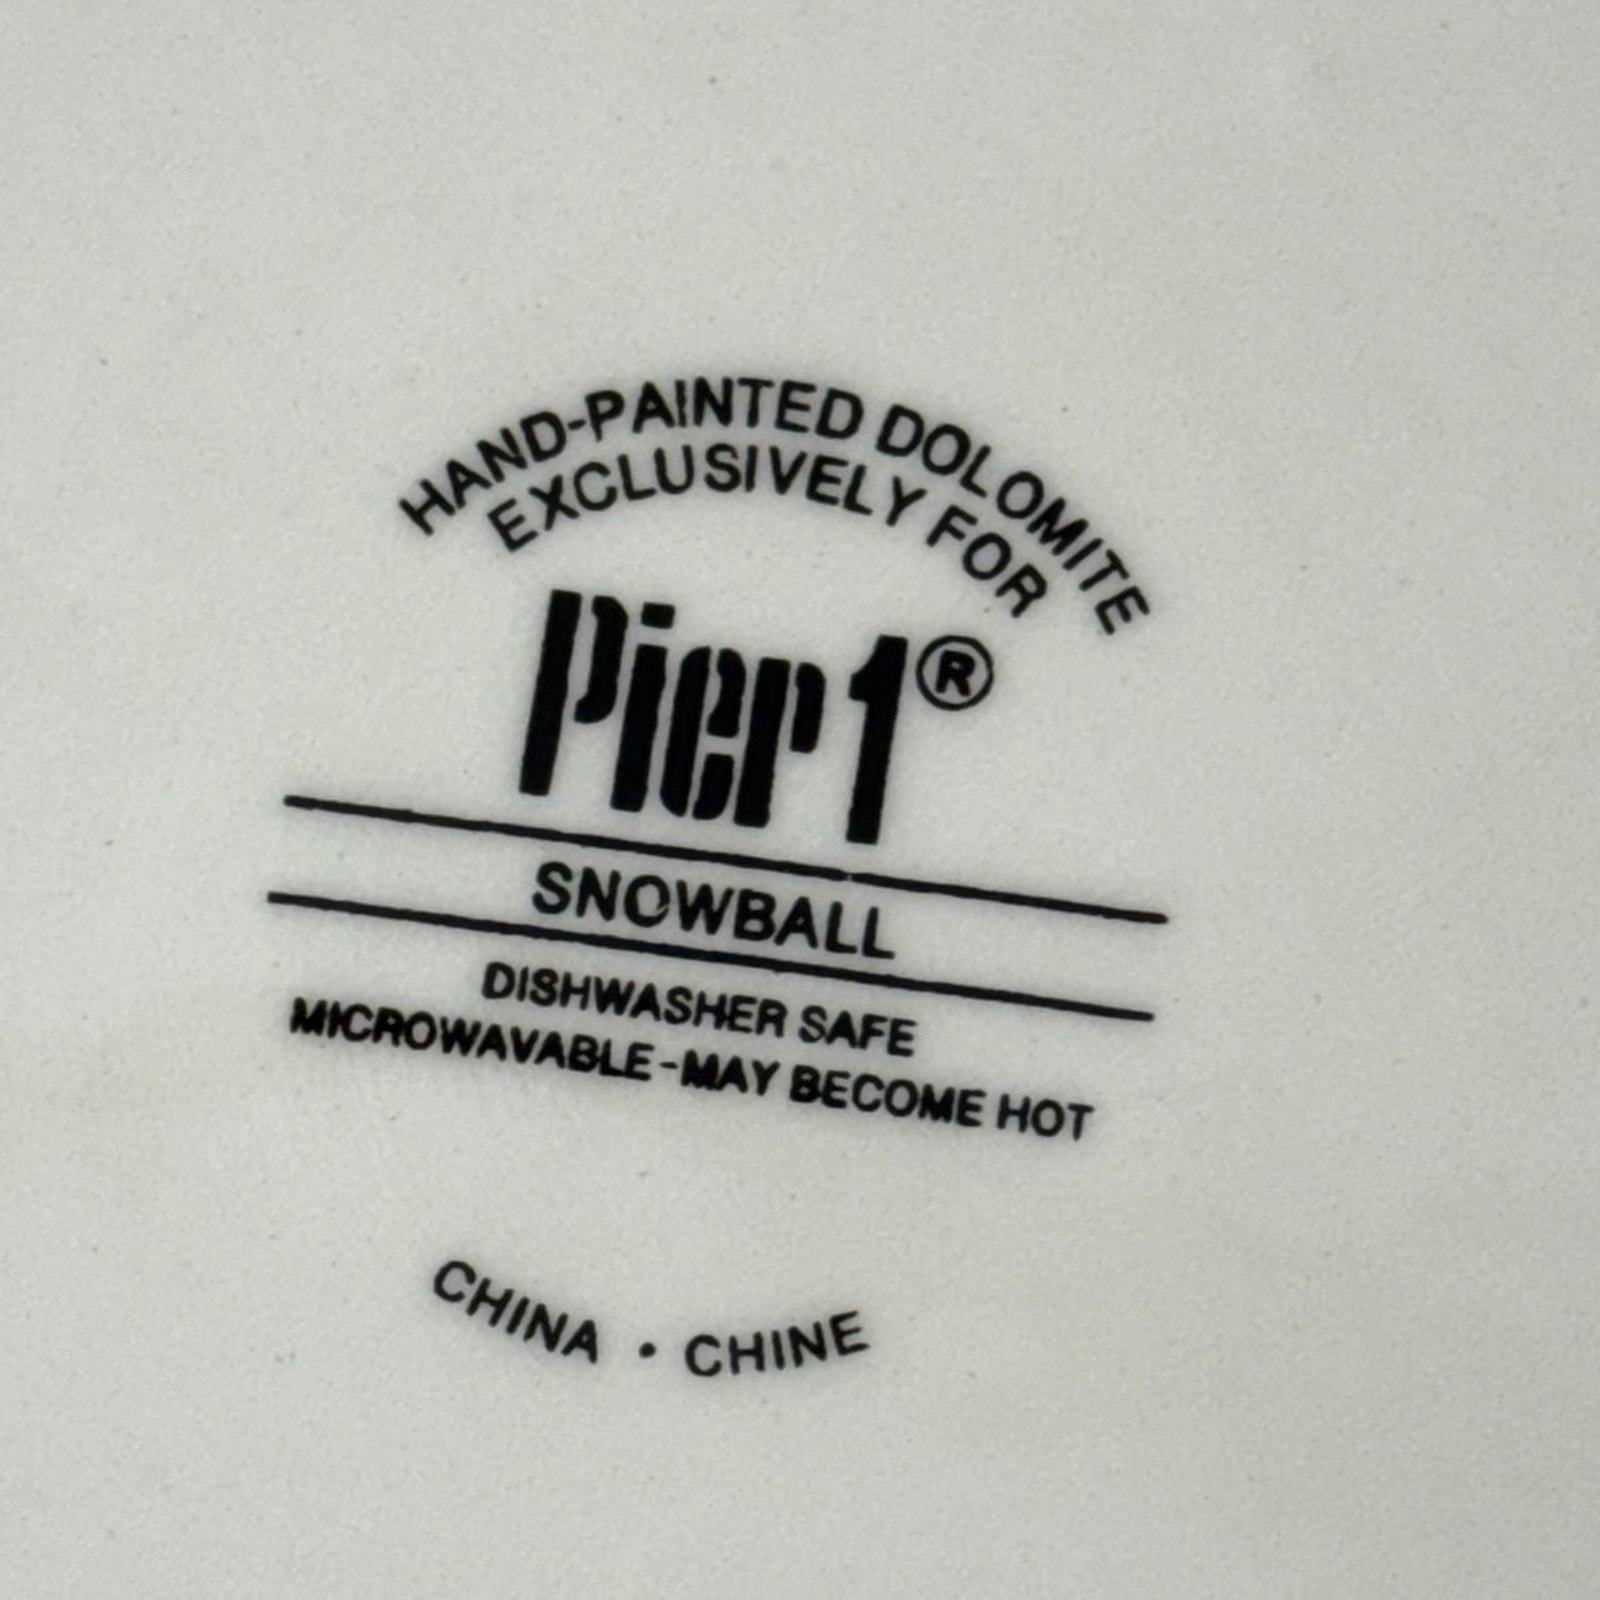 HAND-PAINTED DOLOMITE
EXCLUSIVELY FOR
Pier 1®
SNOWBALL
DISHWASHER SAFE
MICROWAVABLE - MAY BECOME HOT
CHINA · CHINE